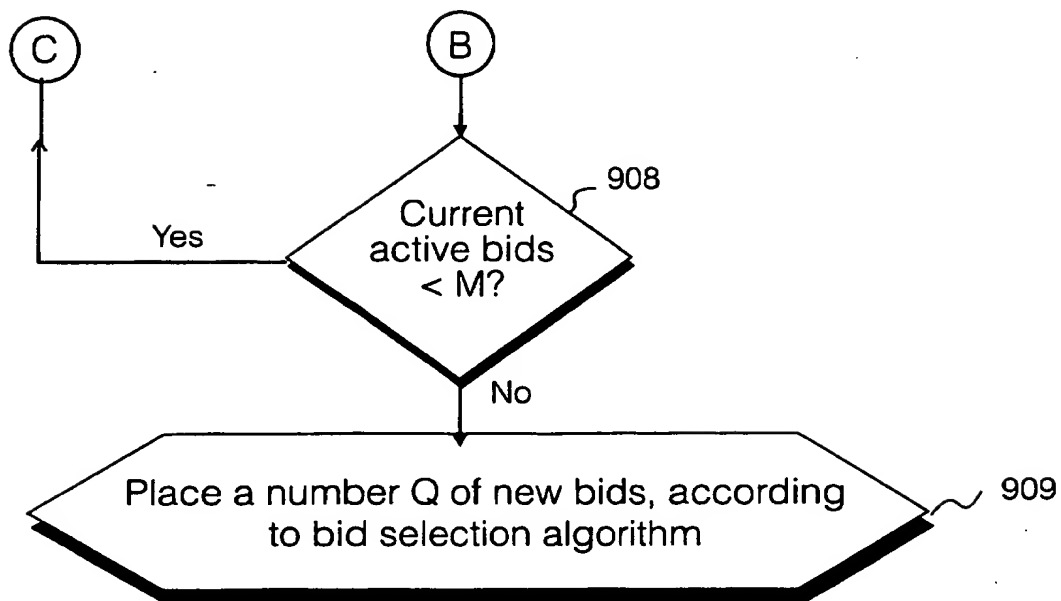 C
B
908
Current
active bids
< M?
Yes
No
Place a number Q of new bids, according
to bid selection algorithm
909